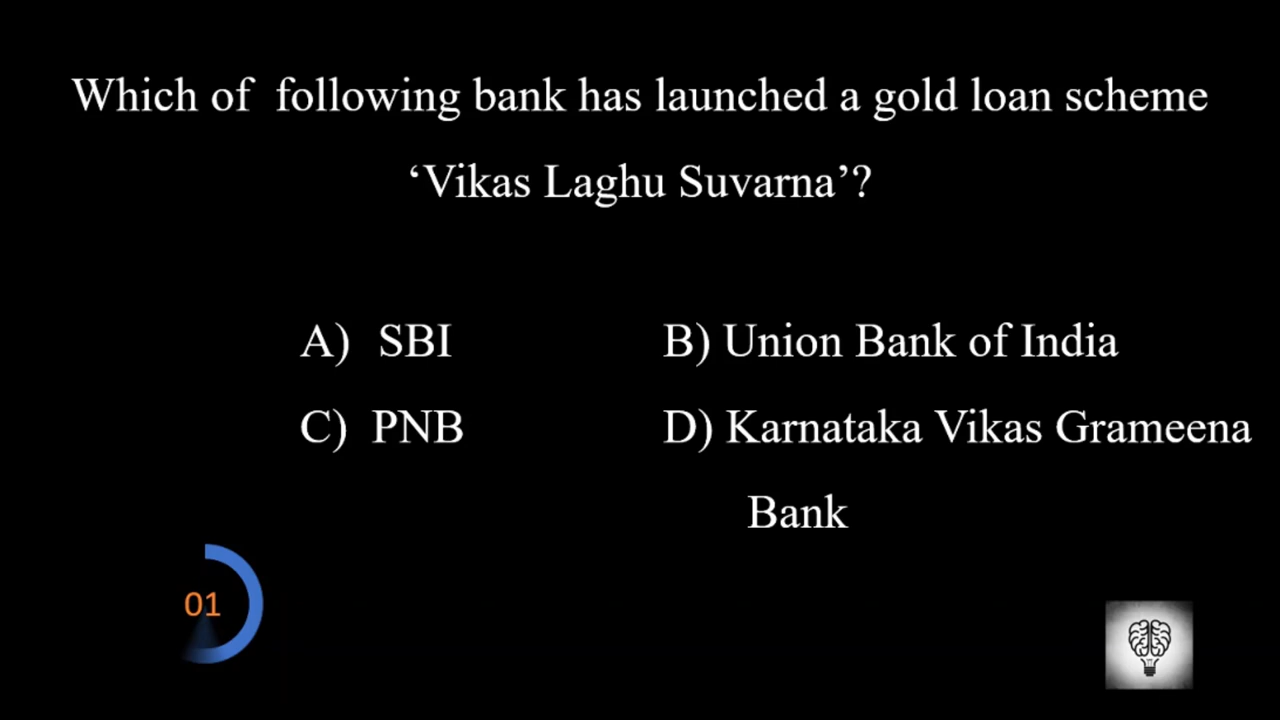 Which of following bank has launched a gold loan scheme
‘Vikas Laghu Suvarna’?
A) SBI B) Union Bank of India
C) PNB D) Karnataka Vikas Grameena
Bank
01